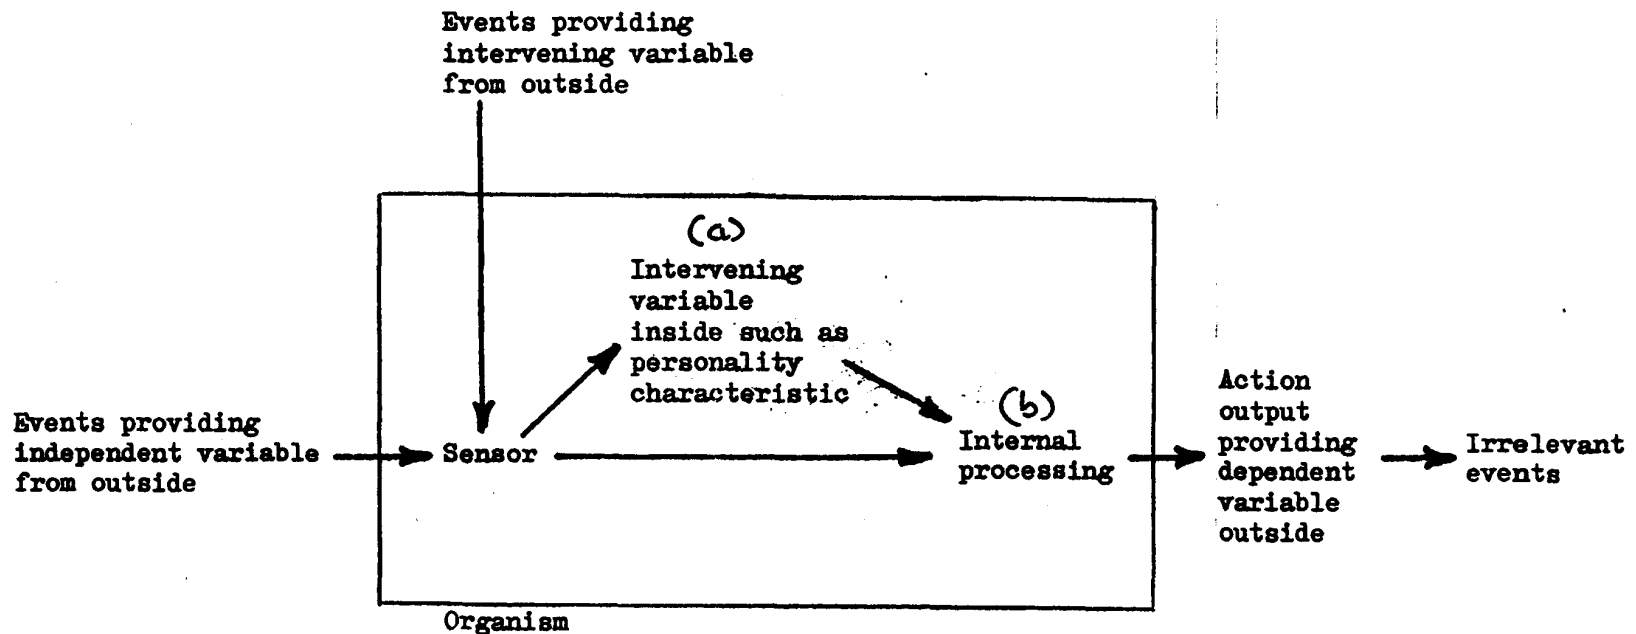 Events providing
intervening variable
from outside
(a)
Intervening
variable
inside such as
personality
characteristic
Events providing
independent variable
from outside
Sensor
(b)
Internal
processing
Action
output
providing
dependent
variable
outside
Irrelevant
events
Organism